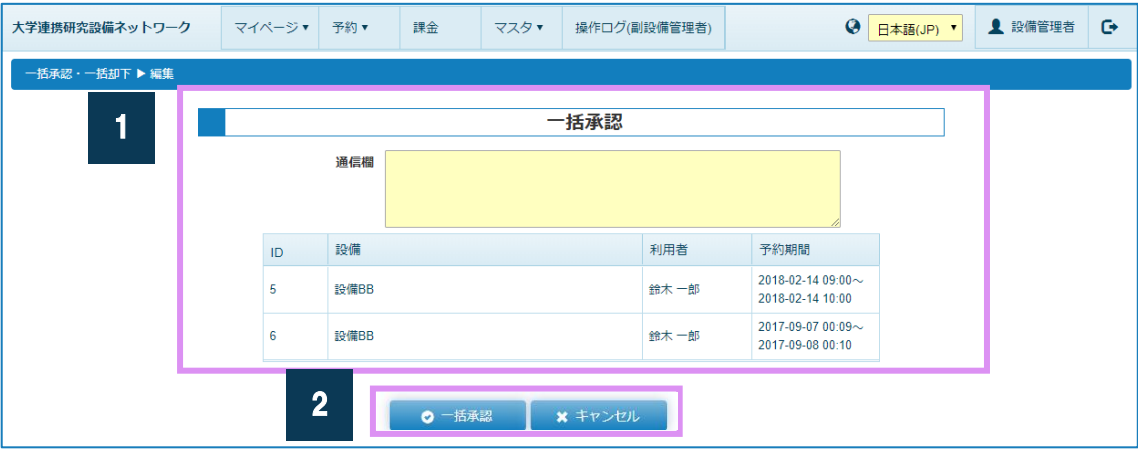 大学連携研究設備ネットワーク マイページ ▾ 予約 ▾ 課金 マスタ ▾ 操作ログ(副設備管理者) 日本語(JP) 設備管理者
一括承認・一括却下 ▶ 編集
1
一括承認
通信欄
ID 設備 利用者 予約期間
5 設備BB 鈴木 一郎 2018-02-14 09:00～
2018-02-14 10:00
6 設備BB 鈴木 一郎 2017-09-07 00:09～
2017-09-08 00:10
2
一括承認 キャンセル